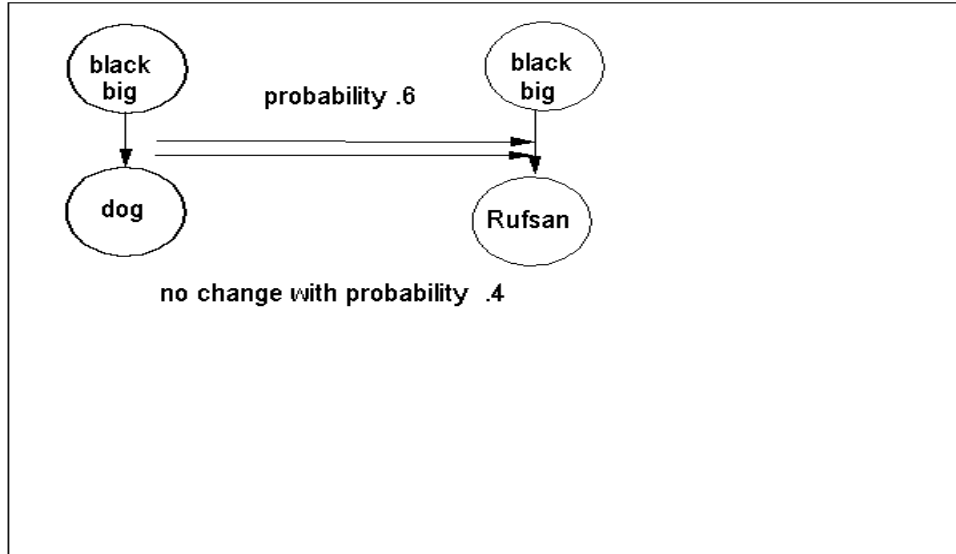 black
big
black
big
probability .6
dog
Rufsan
no change with probability .4